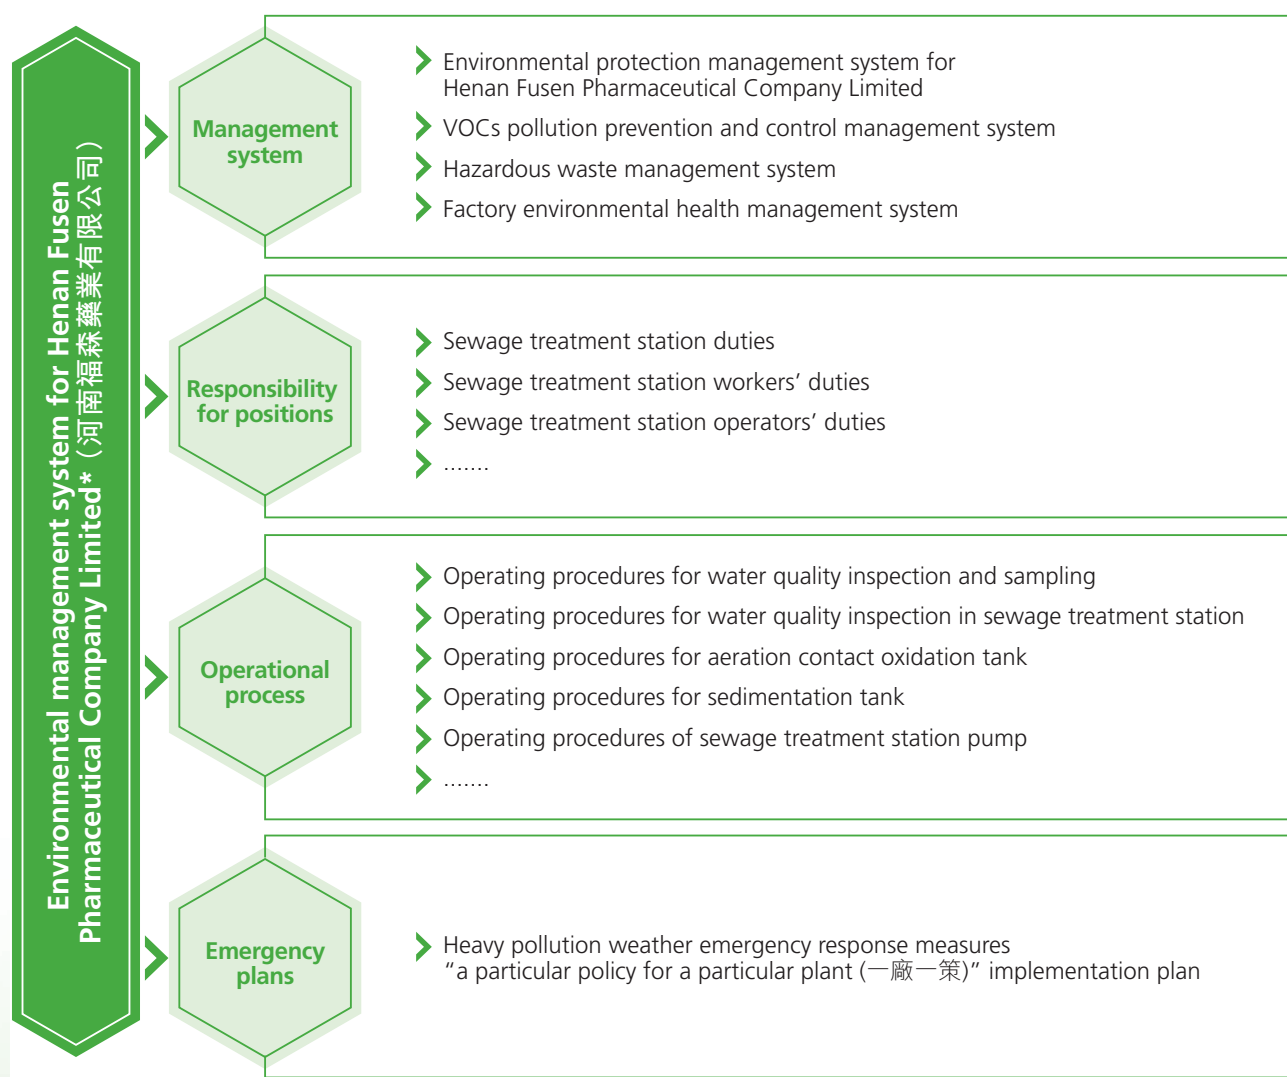 Environmental management system for Henan Fusen
Pharmaceutical Company Limited* (河南福森藥業有限公司)
Management
system
Environmental protection management system for
Henan Fusen Pharmaceutical Company Limited
VOCs pollution prevention and control management system
Hazardous waste management system
Factory environmental health management system
Responsibility
for positions
Sewage treatment station duties
Sewage treatment station workers’ duties
Sewage treatment station operators’ duties
.......
Operational
process
Operating procedures for water quality inspection and sampling
Operating procedures for water quality inspection in sewage treatment station
Operating procedures for aeration contact oxidation tank
Operating procedures for sedimentation tank
Operating procedures of sewage treatment station pump
.......
Emergency
plans
Heavy pollution weather emergency response measures
“a particular policy for a particular plant (一廠一策)” implementation plan